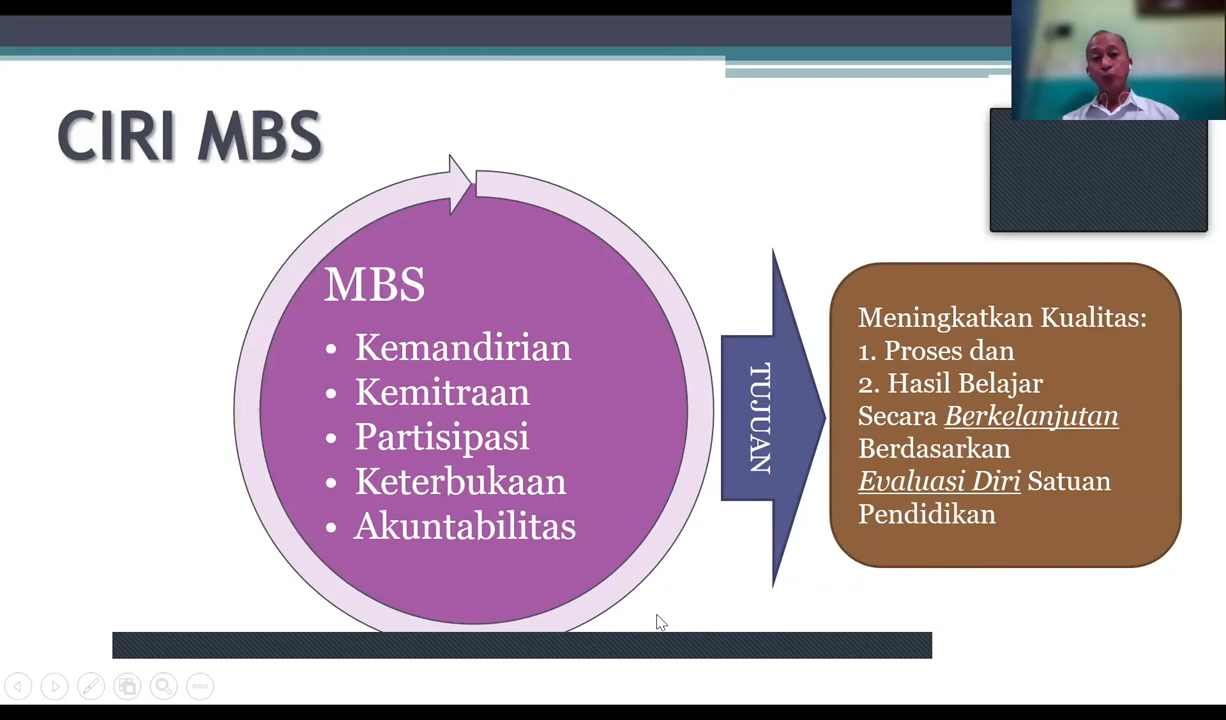 CIRI MBS
MBS
• Kemandirian
• Kemitraan
• Partisipasi
• Keterbukaan
• Akuntabilitas
TUJUAN
Meningkatkan Kualitas:
1. Proses dan
2. Hasil Belajar
Secara Berkelanjutan
Berdasarkan
Evaluasi Diri Satuan
Pendidikan